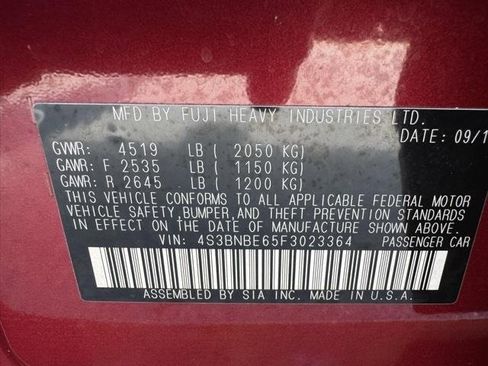 MFD BY FUJI HEAVY INDUSTRIES LTD.
DATE: 09/1
GVWR: 4519 LB ( 2050 KG)
GAWR: F 2535 LB ( 1150 KG)
GAWR: R 2645 LB ( 1200 KG)
THIS VEHICLE CONFORMS TO ALL APPLICABLE FEDERAL MOTOR
VEHICLE SAFETY, BUMPER, AND THEFT PREVENTION STANDARDS
IN EFFECT ON THE DATE OF MANUFACTURE SHOWN ABOVE.
VIN: 4S3BNBE65F3023364 PASSENGER CAR
ASSEMBLED BY SIA INC. MADE IN U.S.A.